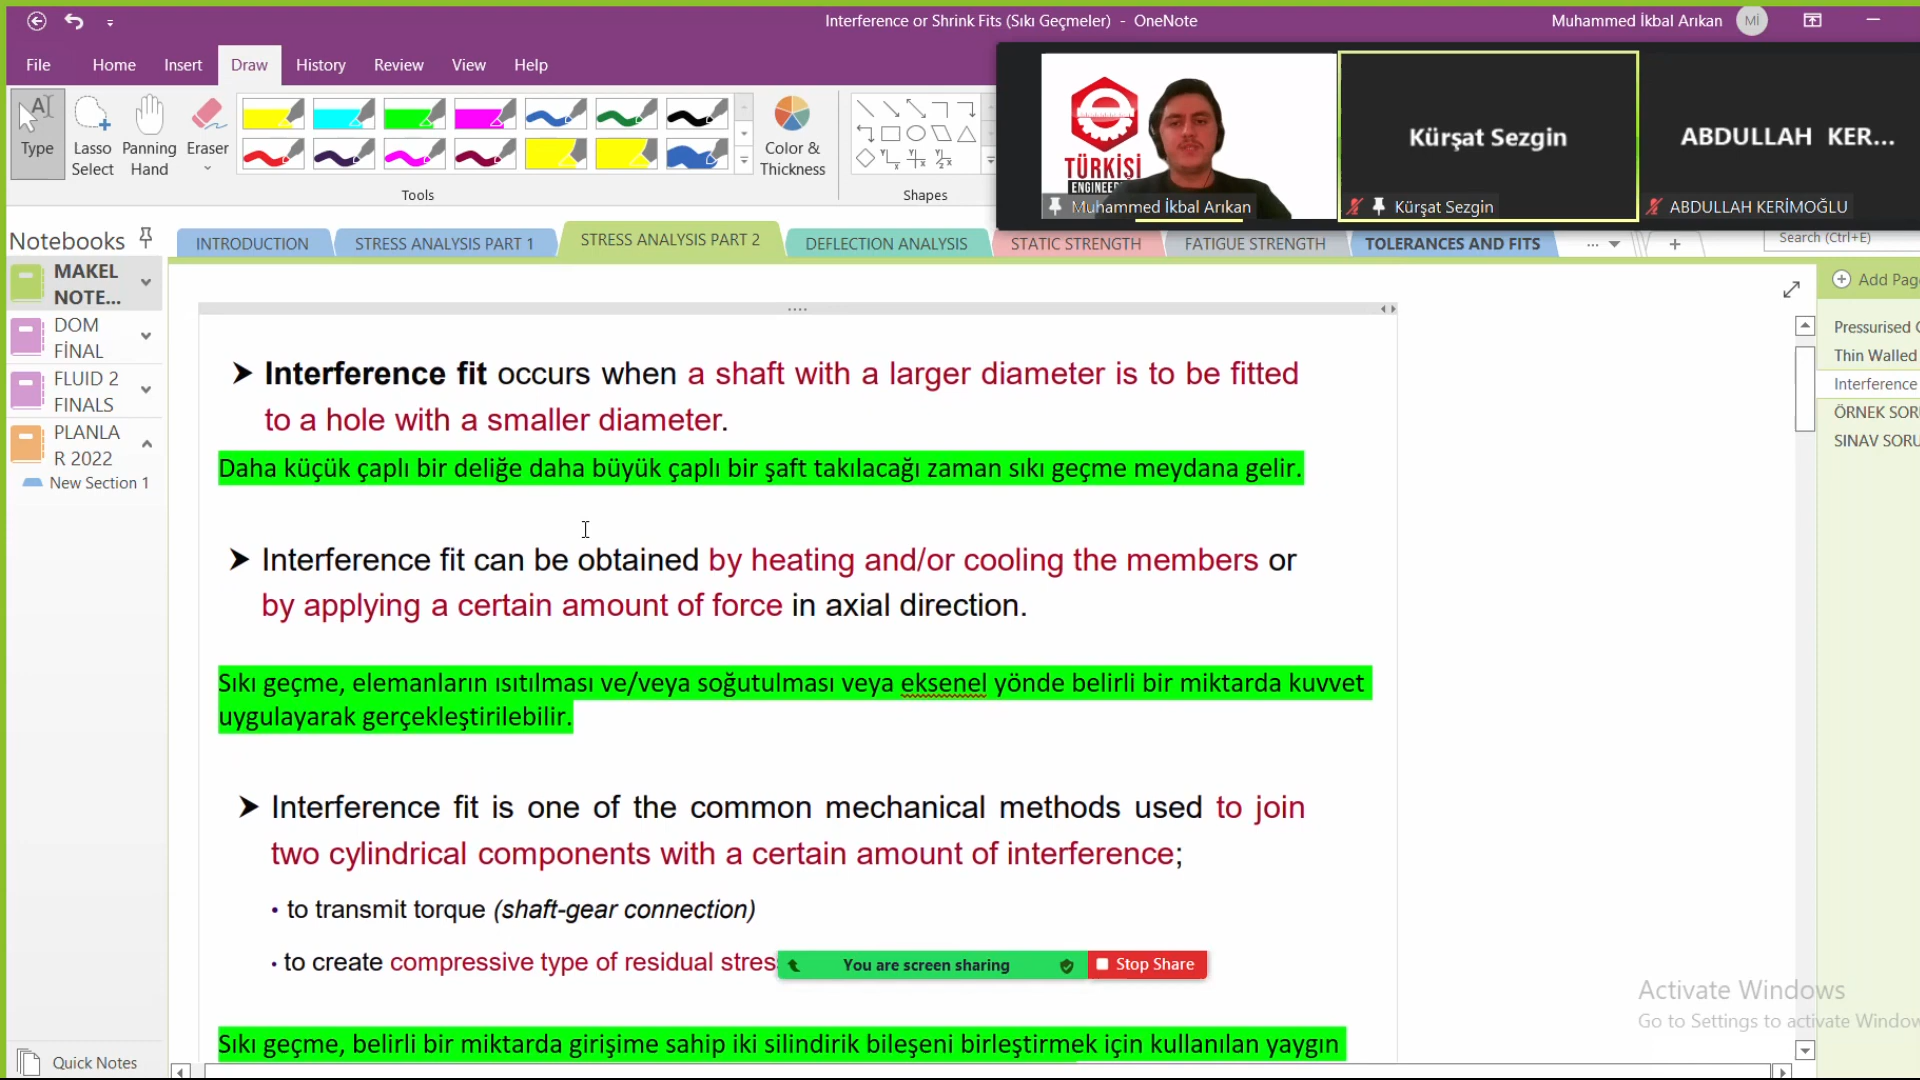 Interference or Shrink Fits (Sıkı Geçmeler) - OneNote
Muhammed İkbal Arıkan
Mİ
File
Home
Insert
Draw
History
Review
View
Help
Type
Lasso Select
Panning Hand
Eraser
Color & Thickness
Tools
Shapes
TÜRKİSİ
Muhammed İkbal Arıkan
Kürşat Sezgin
Kürşat Sezgin
ABDULLAH KER...
ABDULLAH KERİMOĞLU
Notebooks
INTRODUCTION
STRESS ANALYSIS PART 1
STRESS ANALYSIS PART 2
DEFLECTION ANALYSIS
STATIC STRENGTH
FATIGUE STRENGTH
TOLERANCES AND FITS
...
Search (Ctrl+E)
MAKEL
NOTE...
DOM
FİNAL
FLUID 2
FINALS
PLANLA
R 2022
New Section 1
Quick Notes
➤ Interference fit occurs when a shaft with a larger diameter is to be fitted
to a hole with a smaller diameter.
Daha küçük çaplı bir deliğe daha büyük çaplı bir şaft takılacağı zaman sıkı geçme meydana gelir.
➤ Interference fit can be obtained by heating and/or cooling the members or
by applying a certain amount of force in axial direction.
Sıkı geçme, elemanların ısıtılması ve/veya soğutulması veya eksenel yönde belirli bir miktarda kuvvet
uygulayarak gerçekleştirilebilir.
➤ Interference fit is one of the common mechanical methods used to join
two cylindrical components with a certain amount of interference;
• to transmit torque (shaft-gear connection)
• to create compressive type of residual stres
You are screen sharing
Stop Share
Sıkı geçme, belirli bir miktarda girişime sahip iki silindirik bileşeni birleştirmek için kullanılan yaygın
Add Pag
Pressurised
Thin Walled
Interference
ÖRNEK SOR
SINAV SORU
Activate Windows
Go to Settings to activate Window